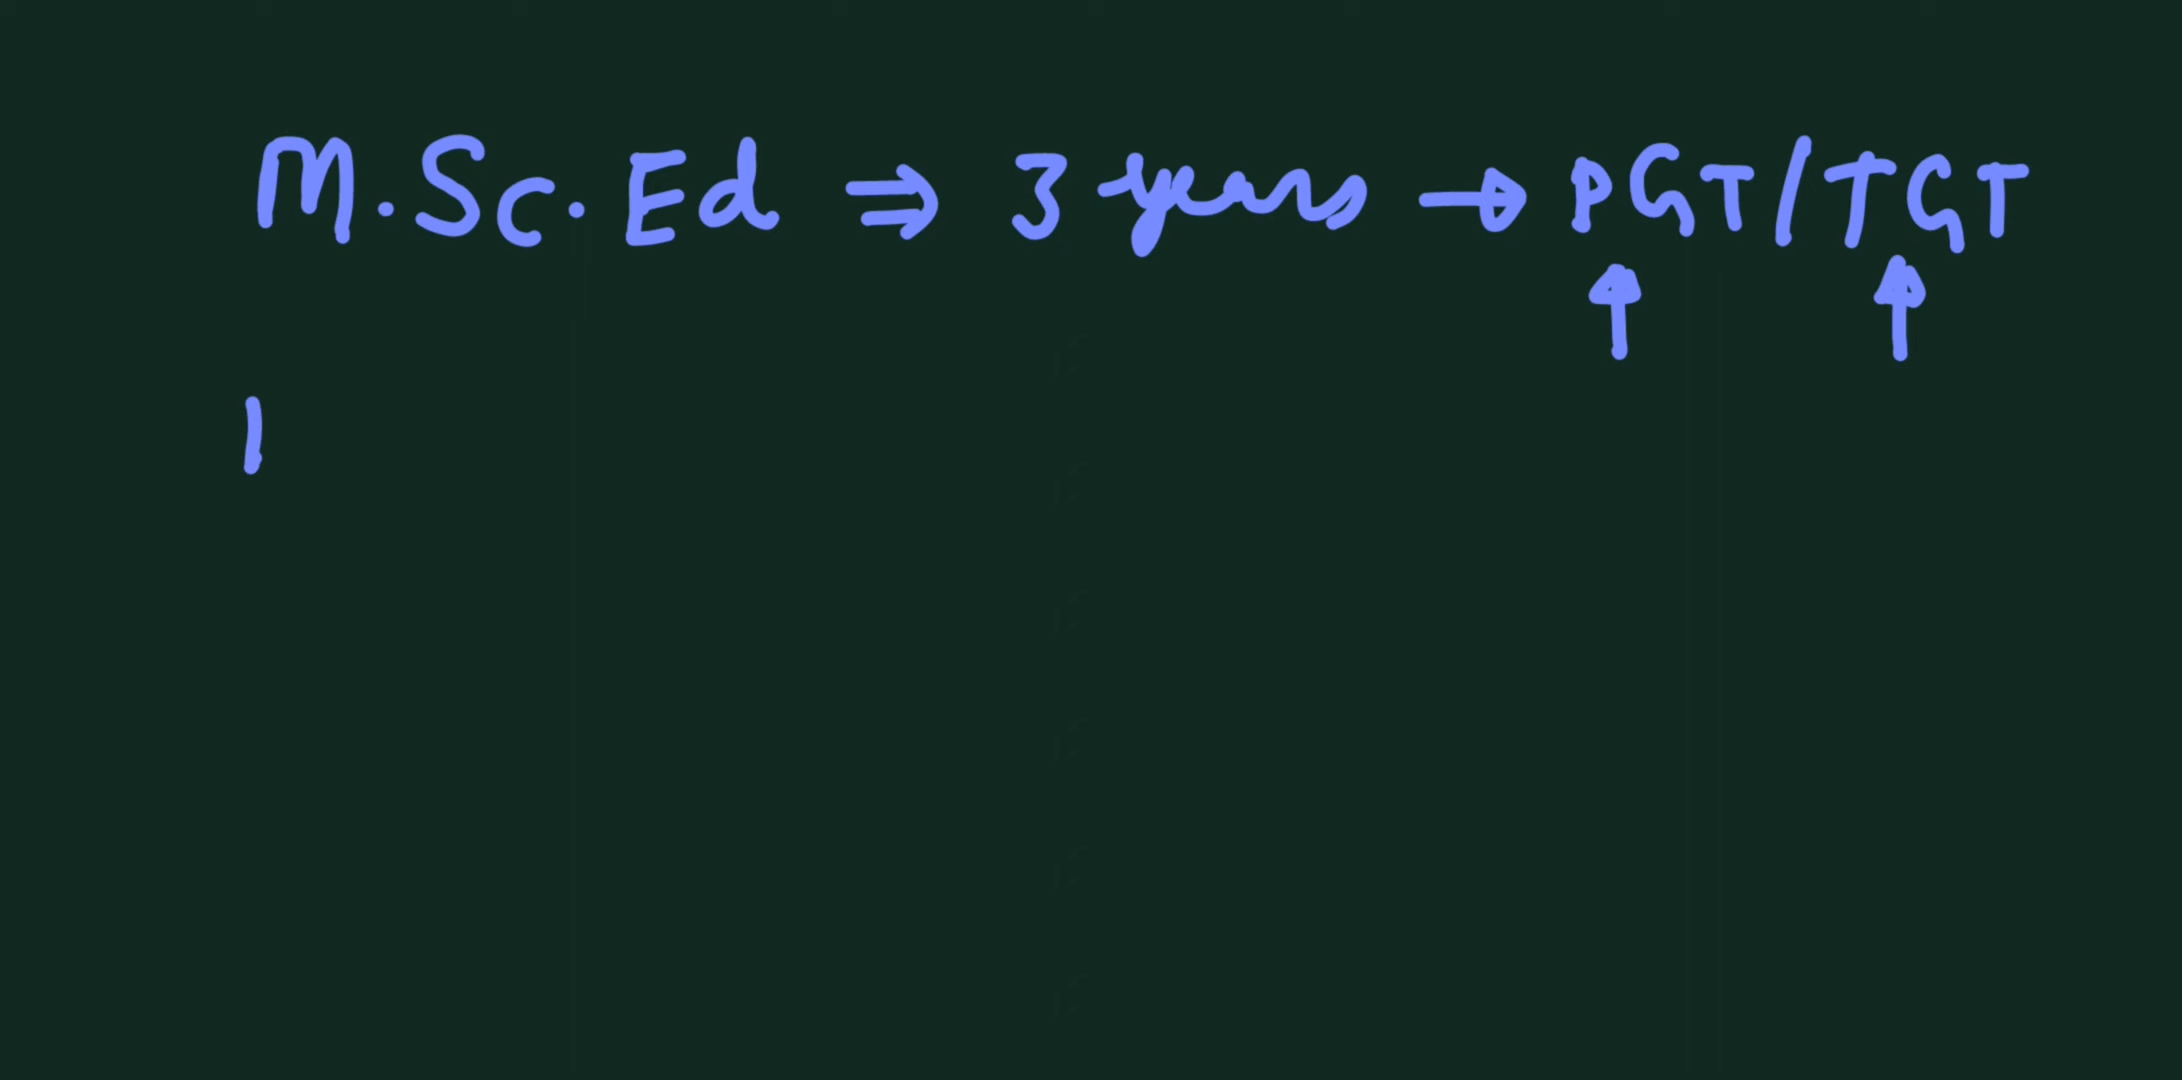 M.Sc.Ed ⇒ 3 years → PGT/TGT
↑ ↑